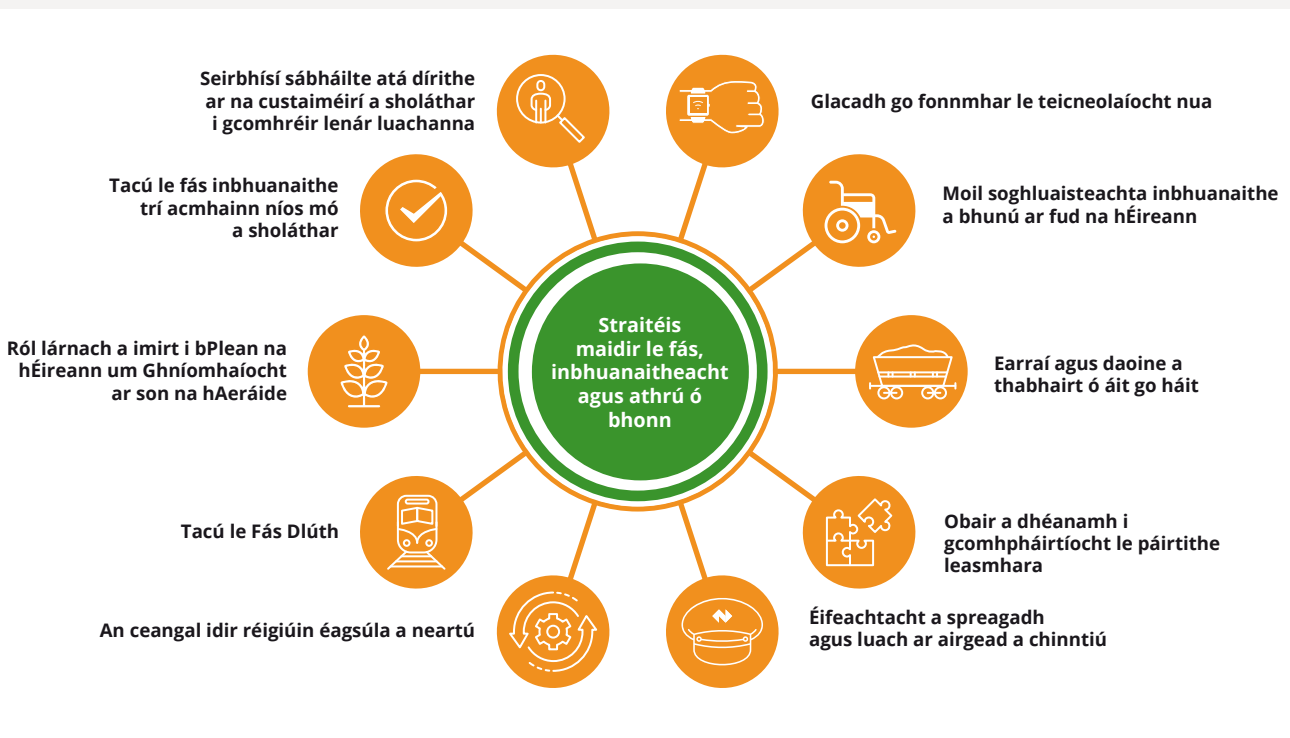 Seirbhísí sábháilte atá dírithe
ar na custaiméirí a sholáthar
i gcomhréir lenár luachanna
Glacadh go fonnmhar le teicneolaíocht nua
Tacú le fás inbhuanaithe
trí acmhainn níos mó
a sholáthar
Moil soghluaisteachta inbhuanaithe
a bhunú ar fud na hÉireann
Straitéis
maidir le fás,
inbhuanaitheacht
agus athrú ó
bhonn
Ról lárnach a imirt i bPlean na
hÉireann um Ghníomhaíocht
ar son na hAeráide
Earraí agus daoine a
thabhairt ó áit go háit
Tacú le Fás Dlúth
Obair a dhéanamh i
gcomhpháirtíocht le páirtithe
leasmhara
An ceangal idir réigiúin éagsúla a neartú
Éifeachtacht a spreagadh
agus luach ar airgead a chinntiú